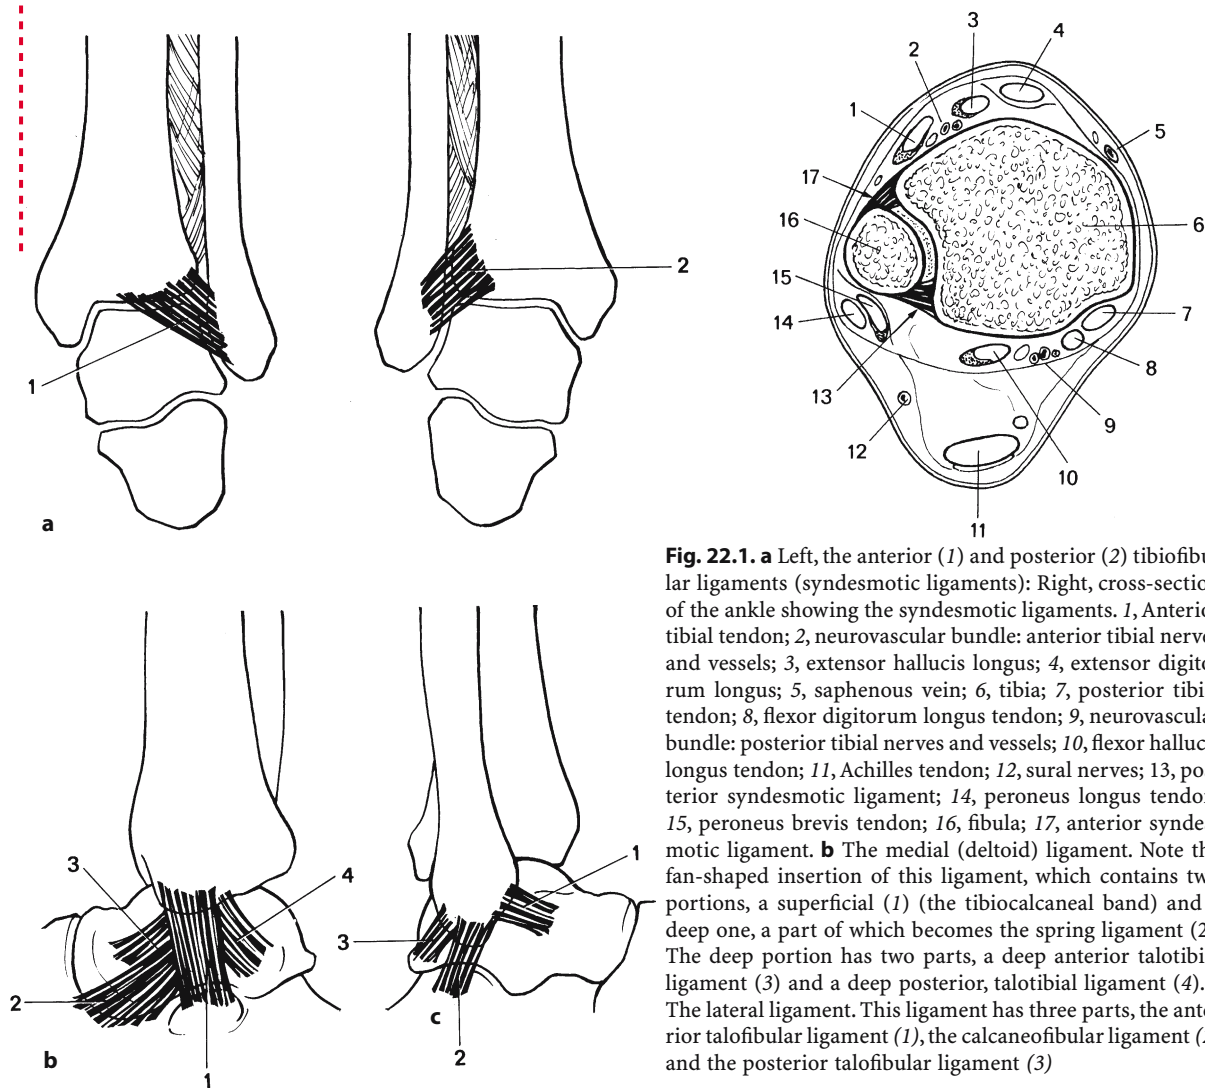 1
2
a
1
2
3
4
5
6
7
8
9
10
11
12
13
14
15
16
17
1
2
3
4
b
1
2
3
c
Fig. 22.1. a Left, the anterior (1) and posterior (2) tibiofibu
lar ligaments (syndesmotic ligaments): Right, cross-sectio
of the ankle showing the syndesmotic ligaments. 1, Anterio
tibial tendon; 2, neurovascular bundle: anterior tibial nerve
and vessels; 3, extensor hallucis longus; 4, extensor digito
rum longus; 5, saphenous vein; 6, tibia; 7, posterior tibi
tendon; 8, flexor digitorum longus tendon; 9, neurovascula
bundle: posterior tibial nerves and vessels; 10, flexor halluc
longus tendon; 11, Achilles tendon; 12, sural nerves; 13, pos
terior syndesmotic ligament; 14, peroneus longus tendon
15, peroneus brevis tendon; 16, fibula; 17, anterior syndes
motic ligament. b The medial (deltoid) ligament. Note th
fan-shaped insertion of this ligament, which contains tw
portions, a superficial (1) (the tibiocalcaneal band) and
deep one, a part of which becomes the spring ligament (2
The deep portion has two parts, a deep anterior talotibi
ligament (3) and a deep posterior, talotibial ligament (4).
The lateral ligament. This ligament has three parts, the ante
rior talofibular ligament (1), the calcaneofibular ligament (2
and the posterior talofibular ligament (3)